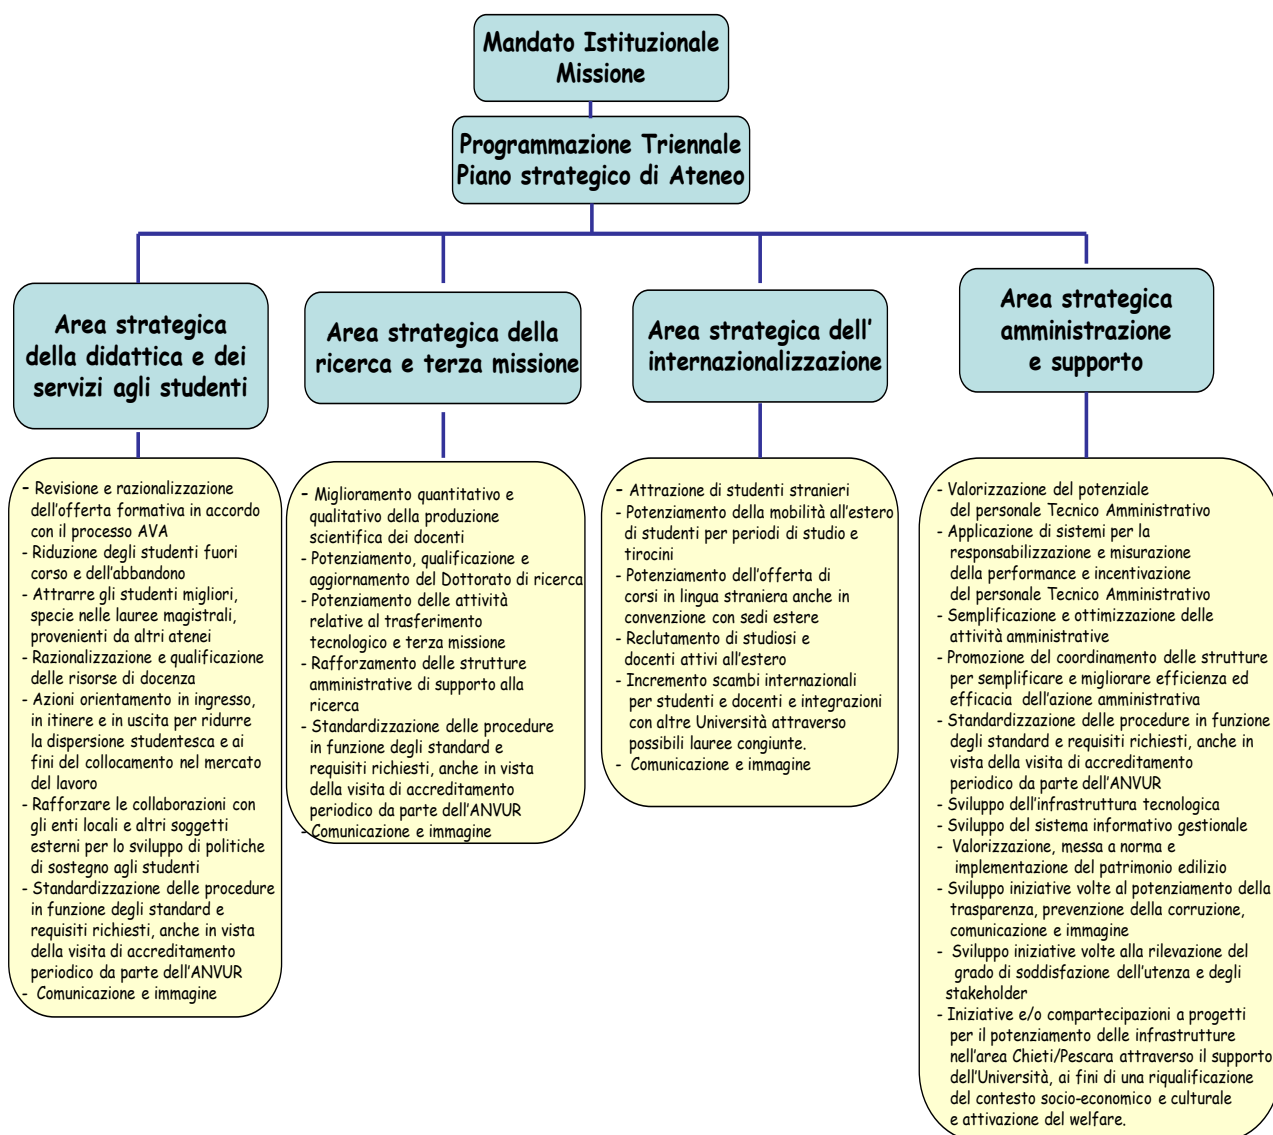 Mandato Istituzionale
Missione
Programmazione Triennale
Piano strategico di Ateneo
Area strategica
della didattica e dei
servizi agli studenti
Area strategica della
ricerca e terza missione
Area strategica dell'
internazionalizzazione
Area strategica
amministrazione
e supporto
- Revisione e razionalizzazione
dell'offerta formativa in accordo
con il processo AVA
- Riduzione degli studenti fuori
corso e dell'abbandono
- Attrarre gli studenti migliori,
specie nelle lauree magistrali,
provenienti da altri atenei
- Razionalizzazione e qualificazione
delle risorse di docenza
- Azioni orientamento in ingresso,
in itinere e in uscita per ridurre
la dispersione studentesca e ai
fini del collocamento nel mercato
del lavoro
- Rafforzare le collaborazioni con
gli enti locali e altri soggetti
esterni per lo sviluppo di politiche
di sostegno agli studenti
- Standardizzazione delle procedure
in funzione degli standard e
requisiti richiesti, anche in vista
della visita di accreditamento
periodico da parte dell'ANVUR
- Comunicazione e immagine
- Miglioramento quantitativo e
qualitativo della produzione
scientifica dei docenti
- Potenziamento, qualificazione e
aggiornamento del Dottorato di ricerca
- Potenziamento delle attività
relative al trasferimento
tecnologico e terza missione
- Rafforzamento delle strutture
amministrative di supporto alla
ricerca
- Standardizzazione delle procedure
in funzione degli standard e
requisiti richiesti, anche in vista
della visita di accreditamento
periodico da parte dell'ANVUR
- Comunicazione e immagine
- Attrazione di studenti stranieri
- Potenziamento della mobilità all'estero
di studenti per periodi di studio e
tirocini
- Potenziamento dell'offerta di
corsi in lingua straniera anche in
convenzione con sedi estere
- Reclutamento di studiosi e
docenti attivi all'estero
- Incremento scambi internazionali
per studenti e docenti e integrazioni
con altre Università attraverso
possibili lauree congiunte.
- Comunicazione e immagine
- Valorizzazione del potenziale
del personale Tecnico Amministrativo
- Applicazione di sistemi per la
responsabilizzazione e misurazione
della performance e incentivazione
del personale Tecnico Amministrativo
- Semplificazione e ottimizzazione delle
attività amministrative
- Promozione del coordinamento delle strutture
per semplificare e migliorare efficienza ed
efficacia dell'azione amministrativa
- Standardizzazione delle procedure in funzione
degli standard e requisiti richiesti, anche in
vista della visita di accreditamento
periodico da parte dell'ANVUR
- Sviluppo dell'infrastruttura tecnologica
- Sviluppo del sistema informativo gestionale
- Valorizzazione, messa a norma e
implementazione del patrimonio edilizio
- Sviluppo iniziative volte al potenziamento della
trasparenza, prevenzione della corruzione,
comunicazione e immagine
- Sviluppo iniziative volte alla rilevazione del
grado di soddisfazione dell'utenza e degli
stakeholder
- Iniziative e/o compartecipazioni a progetti
per il potenziamento delle infrastrutture
nell'area Chieti/Pescara attraverso il supporto
dell'Università, ai fini di una riqualificazione
del contesto socio-economico e culturale
e attivazione del welfare.